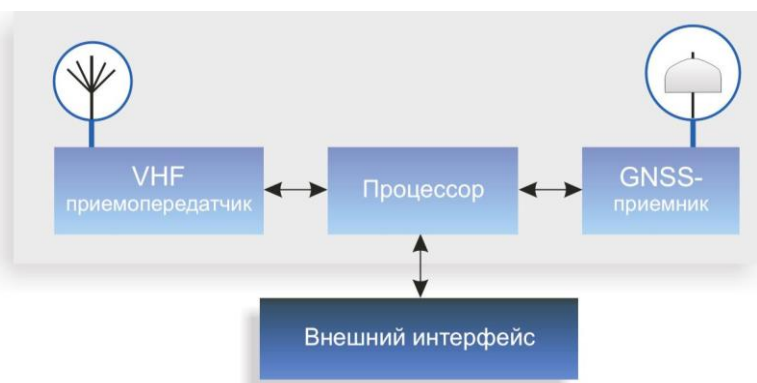 VHF
приемопередатчик
Процессор
GNSS-
приемник
Внешний интерфейс